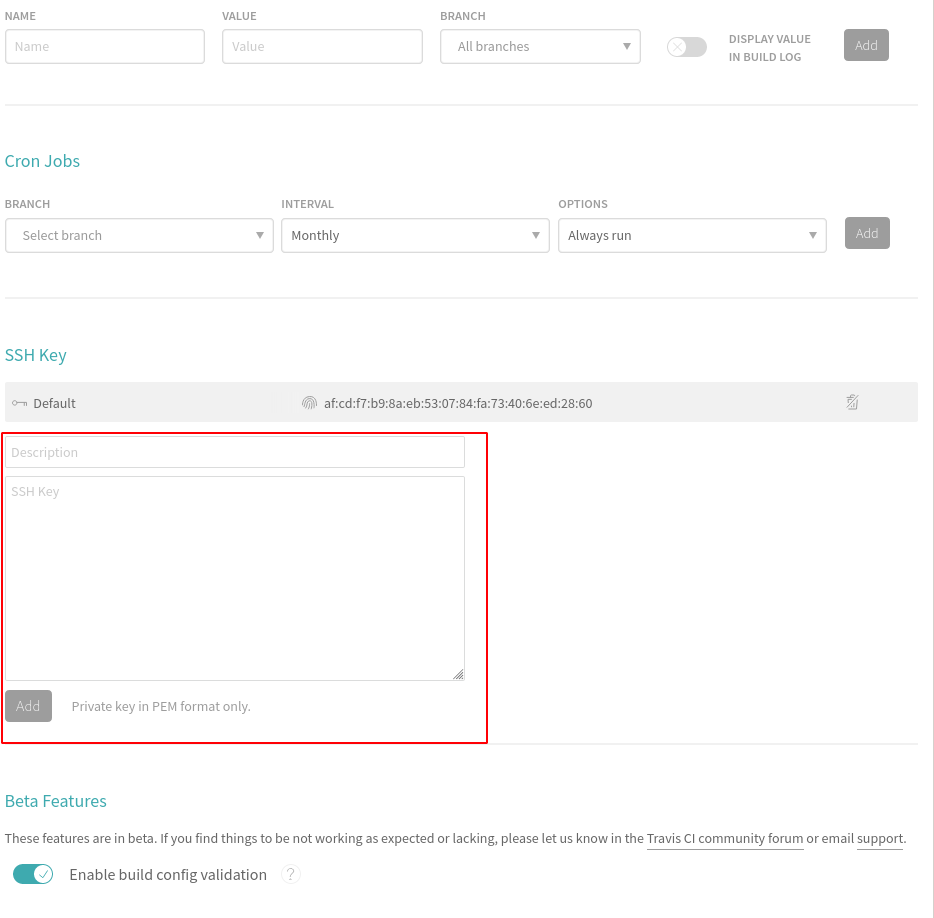 NAME VALUE BRANCH
Name Value All branches DISPLAY VALUE IN BUILD LOG Add
Cron Jobs
BRANCH INTERVAL OPTIONS
Select branch Monthly Always run Add
SSH Key
Default af:cd:f7:b9:8a:eb:53:07:84:fa:73:40:6e:ed:28:60
Description
SSH Key
Add Private key in PEM format only.
Beta Features
These features are in beta. If you find things to be not working as expected or lacking, please let us know in the Travis CI community forum or email support.
Enable build config validation ?